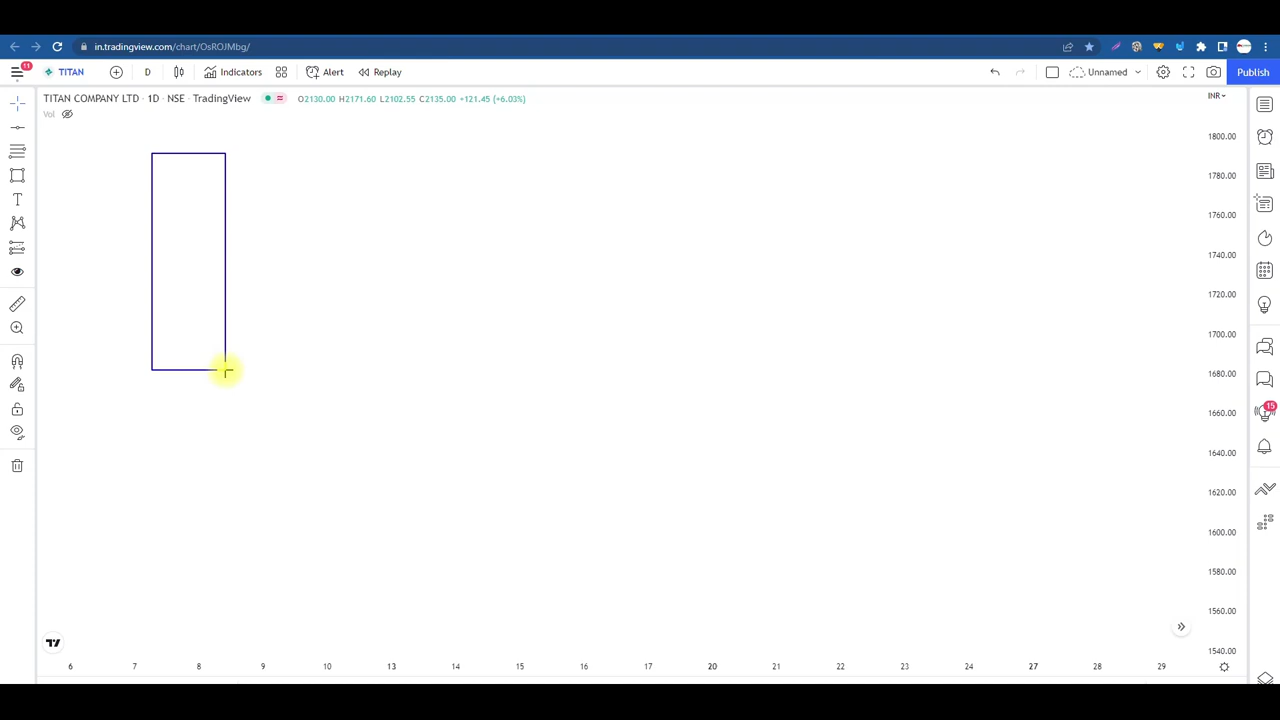 in.tradingview.com/chart/OsROJMbg/
11
TITAN
D
Indicators
Alert
Replay
Unnamed
Publish
TITAN COMPANY LTD · 1D · NSE · TradingView
O2130.00 H2171.60 L2102.55 C2135.00 +121.45 (+6.03%)
INR
Vol
1800.00
1780.00
1760.00
1740.00
1720.00
1700.00
1680.00
1660.00
1640.00
1620.00
1600.00
1580.00
1560.00
1540.00
15
T
6 7 8 9 10 13 14 15 16 17 20 21 22 23 24 27 28 29